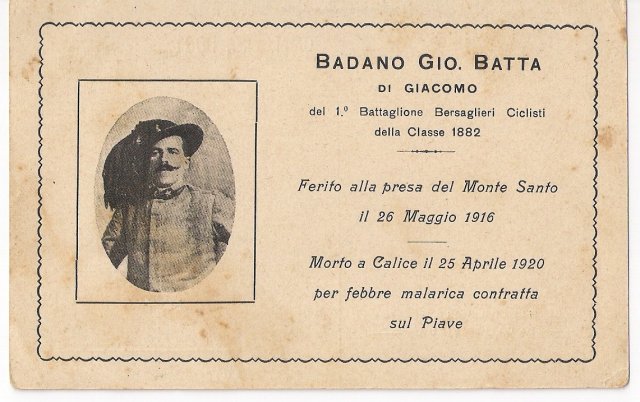 BADANO GIO. BATTA
DI GIACOMO
del 1.º Battaglione Bersaglieri Ciclisti
della Classe 1882
Ferito alla presa del Monte Santo
il 26 Maggio 1916
Morto a Calice il 25 Aprile 1920
per febbre malarica contratta
sul Piave